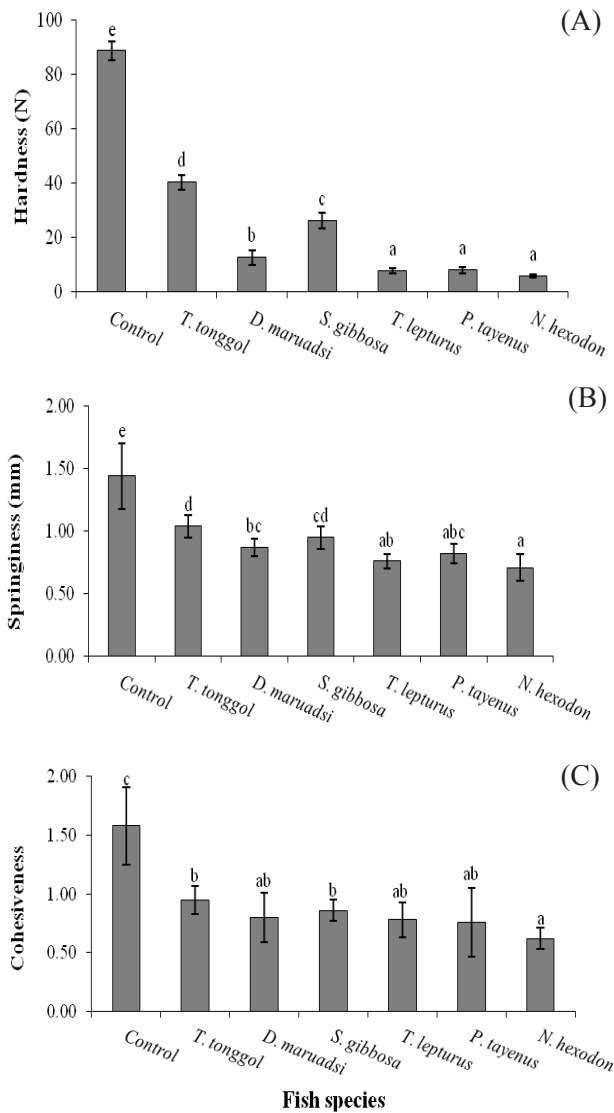 (A)
100
80
60
40
20
0
Hardness (N)
e
d
b
c
a
a
a
Control
T. tonggol
D. maruadsi
S. gibbosa
T. lepturus
P. tayenus
N. hexodon
(B)
2.00
1.50
1.00
0.50
0.00
Springiness (mm)
e
d
bc
cd
ab
abc
a
Control
T. tonggol
D. maruadsi
S. gibbosa
T. lepturus
P. tayenus
N. hexodon
(C)
2.00
1.50
1.00
0.50
0.00
Cohesiveness
c
b
ab
b
ab
ab
a
Control
T. tonggol
D. maruadsi
S. gibbosa
T. lepturus
P. tayenus
N. hexodon
Fish species